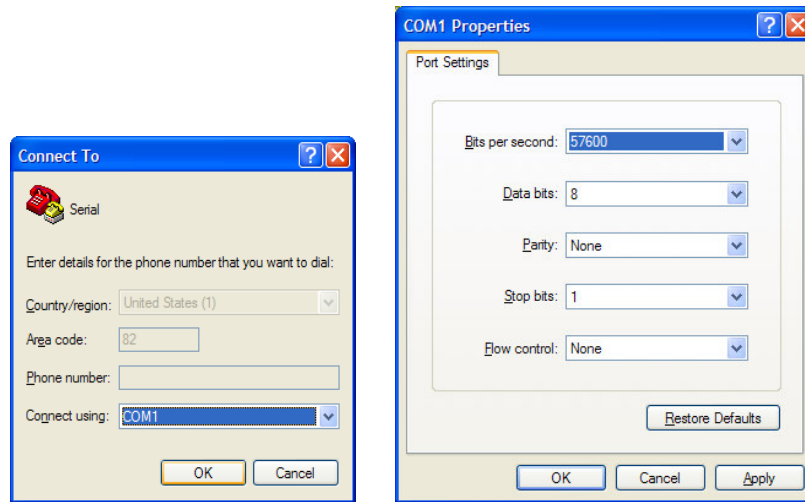 Connect To
Serial
Enter details for the phone number that you want to dial:
Country/region: United States (1)
Area code: 82
Phone number:
Connect using: COM1
OK Cancel
COM1 Properties
Port Settings
Bits per second: 57600
Data bits: 8
Parity: None
Stop bits: 1
Flow control: None
Restore Defaults
OK Cancel Apply